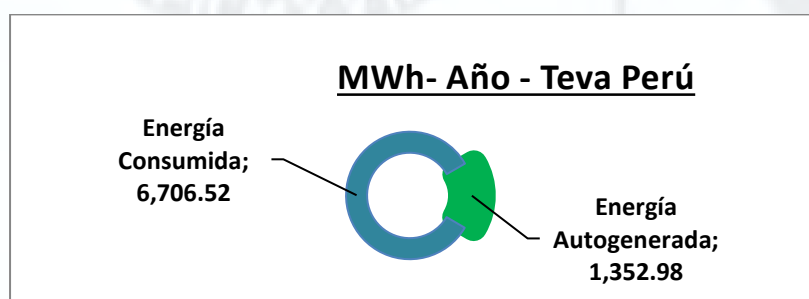 MWh- Año - Teva Perú
Energía
Consumida;
6,706.52
Energía
Autogenerada;
1,352.98